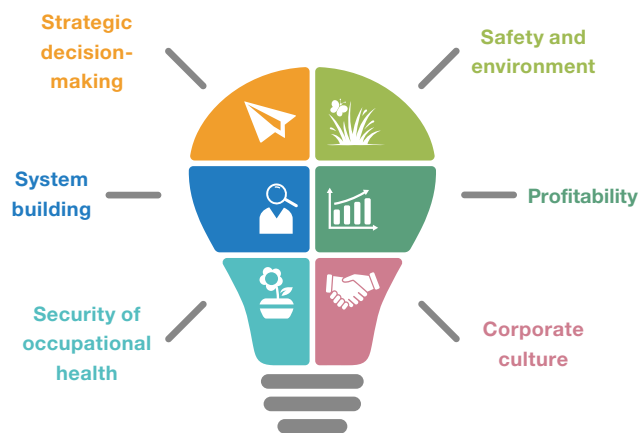 Strategic
decision-
making
Safety and
environment
System
building
Profitability
Security of
occupational
health
Corporate
culture